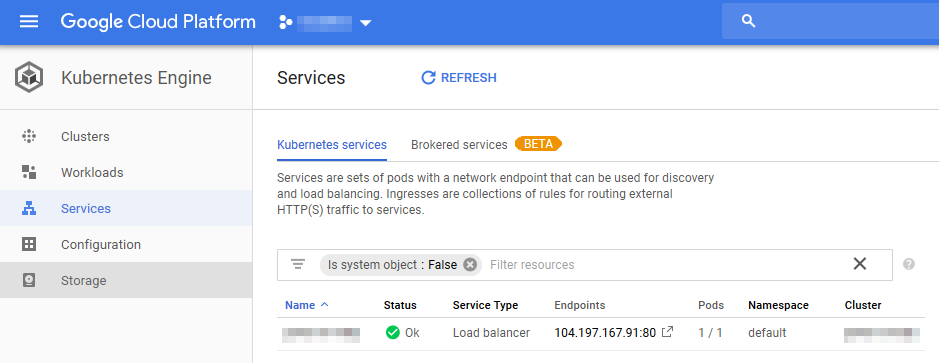 Google Cloud Platform
Kubernetes Engine
Services
REFRESH
Clusters
Workloads
Services
Configuration
Storage
Kubernetes services
Brokered services BETA
Services are sets of pods with a network endpoint that can be used for discovery
and load balancing. Ingresses are collections of rules for routing external
HTTP(S) traffic to services.
Is system object : False Filter resources
Name Status Service Type Endpoints Pods Namespace Cluster
Ok Load balancer 104.197.167.91:80 1 / 1 default